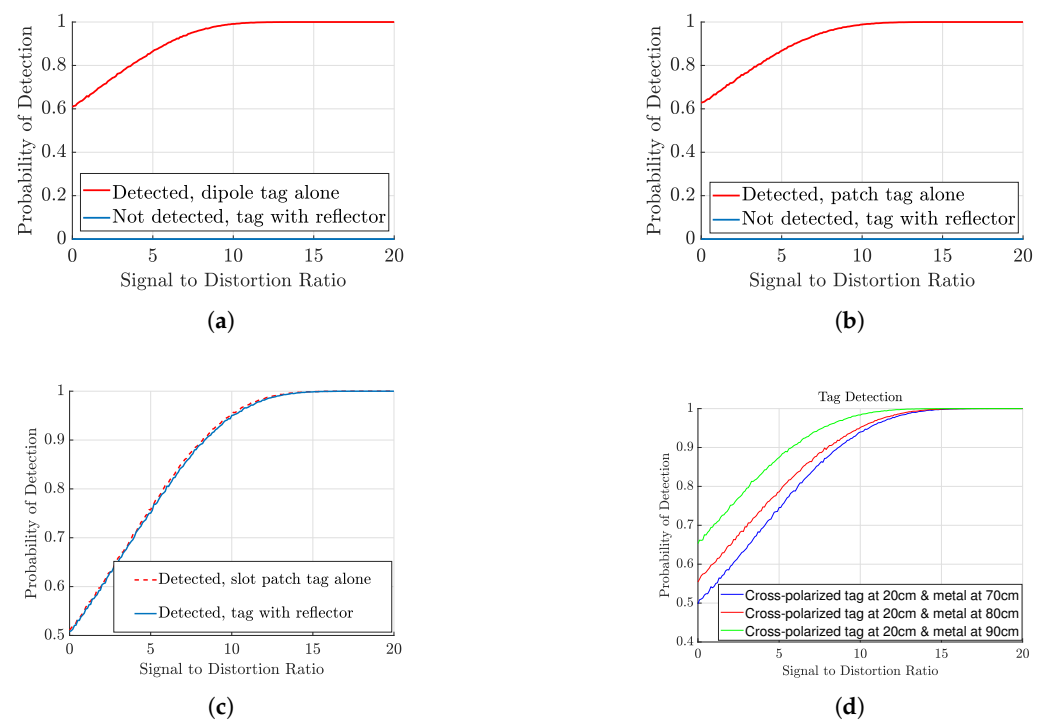 Probability of Detection
1
0.8
0.6
0.4
0.2
0
Detected, dipole tag alone
Not detected, tag with reflector
0 5 10 15 20
Signal to Distortion Ratio
(a)
Probability of Detection
1
0.8
0.6
0.4
0.2
0
Detected, patch tag alone
Not detected, tag with reflector
0 5 10 15 20
Signal to Distortion Ratio
(b)
Probability of Detection
1
0.9
0.8
0.7
0.6
0.5
Detected, slot patch tag alone
Detected, tag with reflector
0 5 10 15 20
Signal to Distortion Ratio
(c)
Tag Detection
Probability of Detection
1
0.9
0.8
0.7
0.6
0.5
0.4
Cross-polarized tag at 20cm & metal at 70cm
Cross-polarized tag at 20cm & metal at 80cm
Cross-polarized tag at 20cm & metal at 90cm
0 5 10 15 20
Signal to Distortion Ratio
(d)